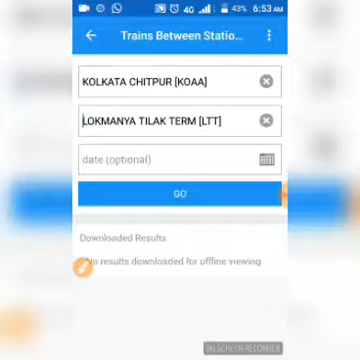 4G 43% 6:53 AM
Trains Between Statio...
KOLKATA CHITPUR [KOAA]
LOKMANYA TILAK TERM [LTT]
date (optional)
GO
Downloaded Results
No results downloaded for offline viewing.
SCREEN RECORDER